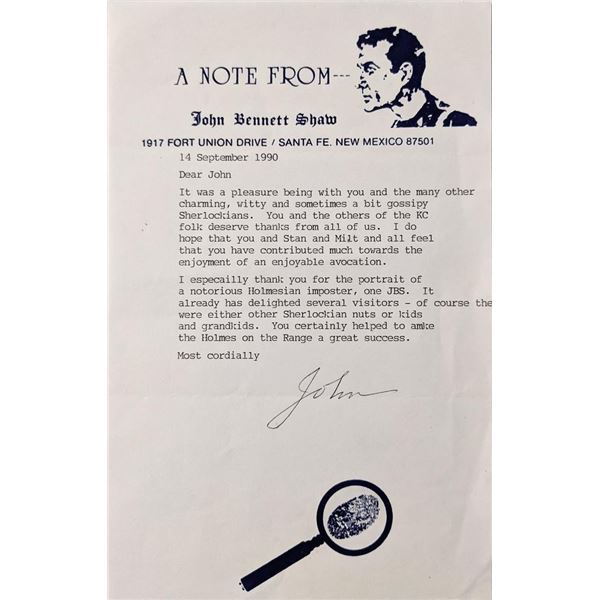 A NOTE FROM---
John Bennett Shaw
1917 FORT UNION DRIVE / SANTA FE. NEW MEXICO 87501
14 September 1990
Dear John
It was a pleasure being with you and the many other
charming, witty and sometimes a bit gossipy
Sherlockians. You and the others of the KC
folk deserve thanks from all of us. I do
hope that you and Stan and Milt and all feel
that you have contributed much towards the
enjoyment of an enjoyable avocation.
I especailly thank you for the portrait of
a notorious Holmesian imposter, one JBS. It
already has delighted several visitors - of course the
were either other Sherlockian nuts or kids
and grandkids. You certainly helped to amke
the Holmes on the Range a great success.
Most cordially
John